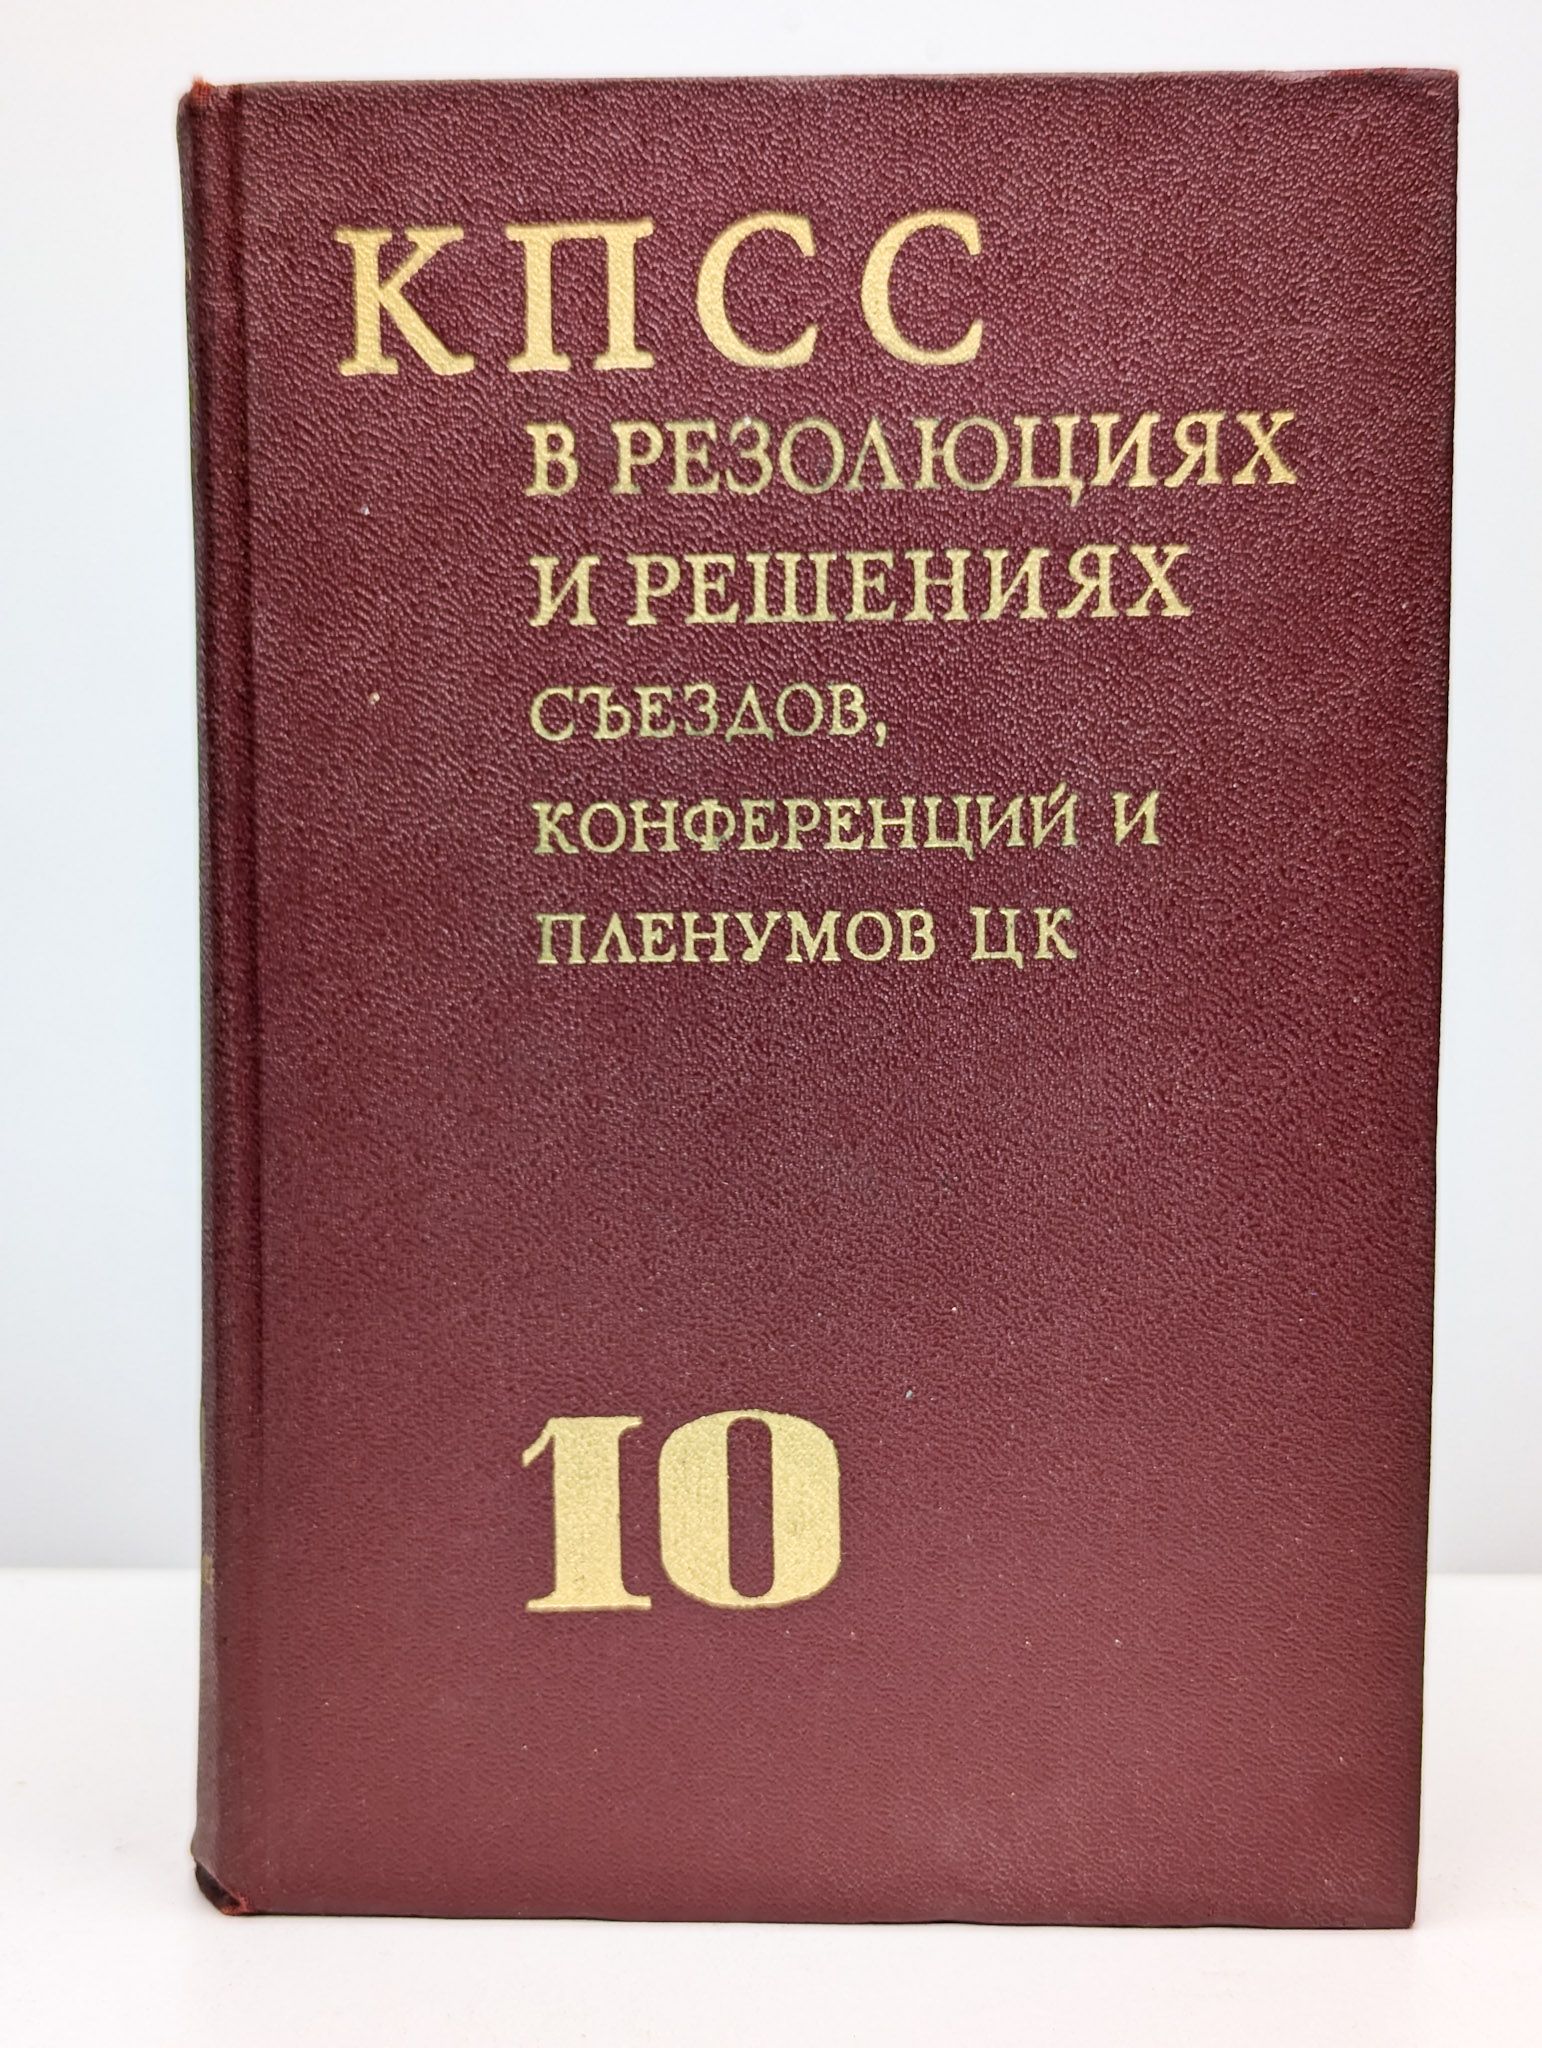 КПСС
В РЕЗОЛЮЦИЯХ
И РЕШЕНИЯХ
СЪЕЗДОВ,
КОНФЕРЕНЦИЙ И
ПЛЕНУМОВ ЦК
10